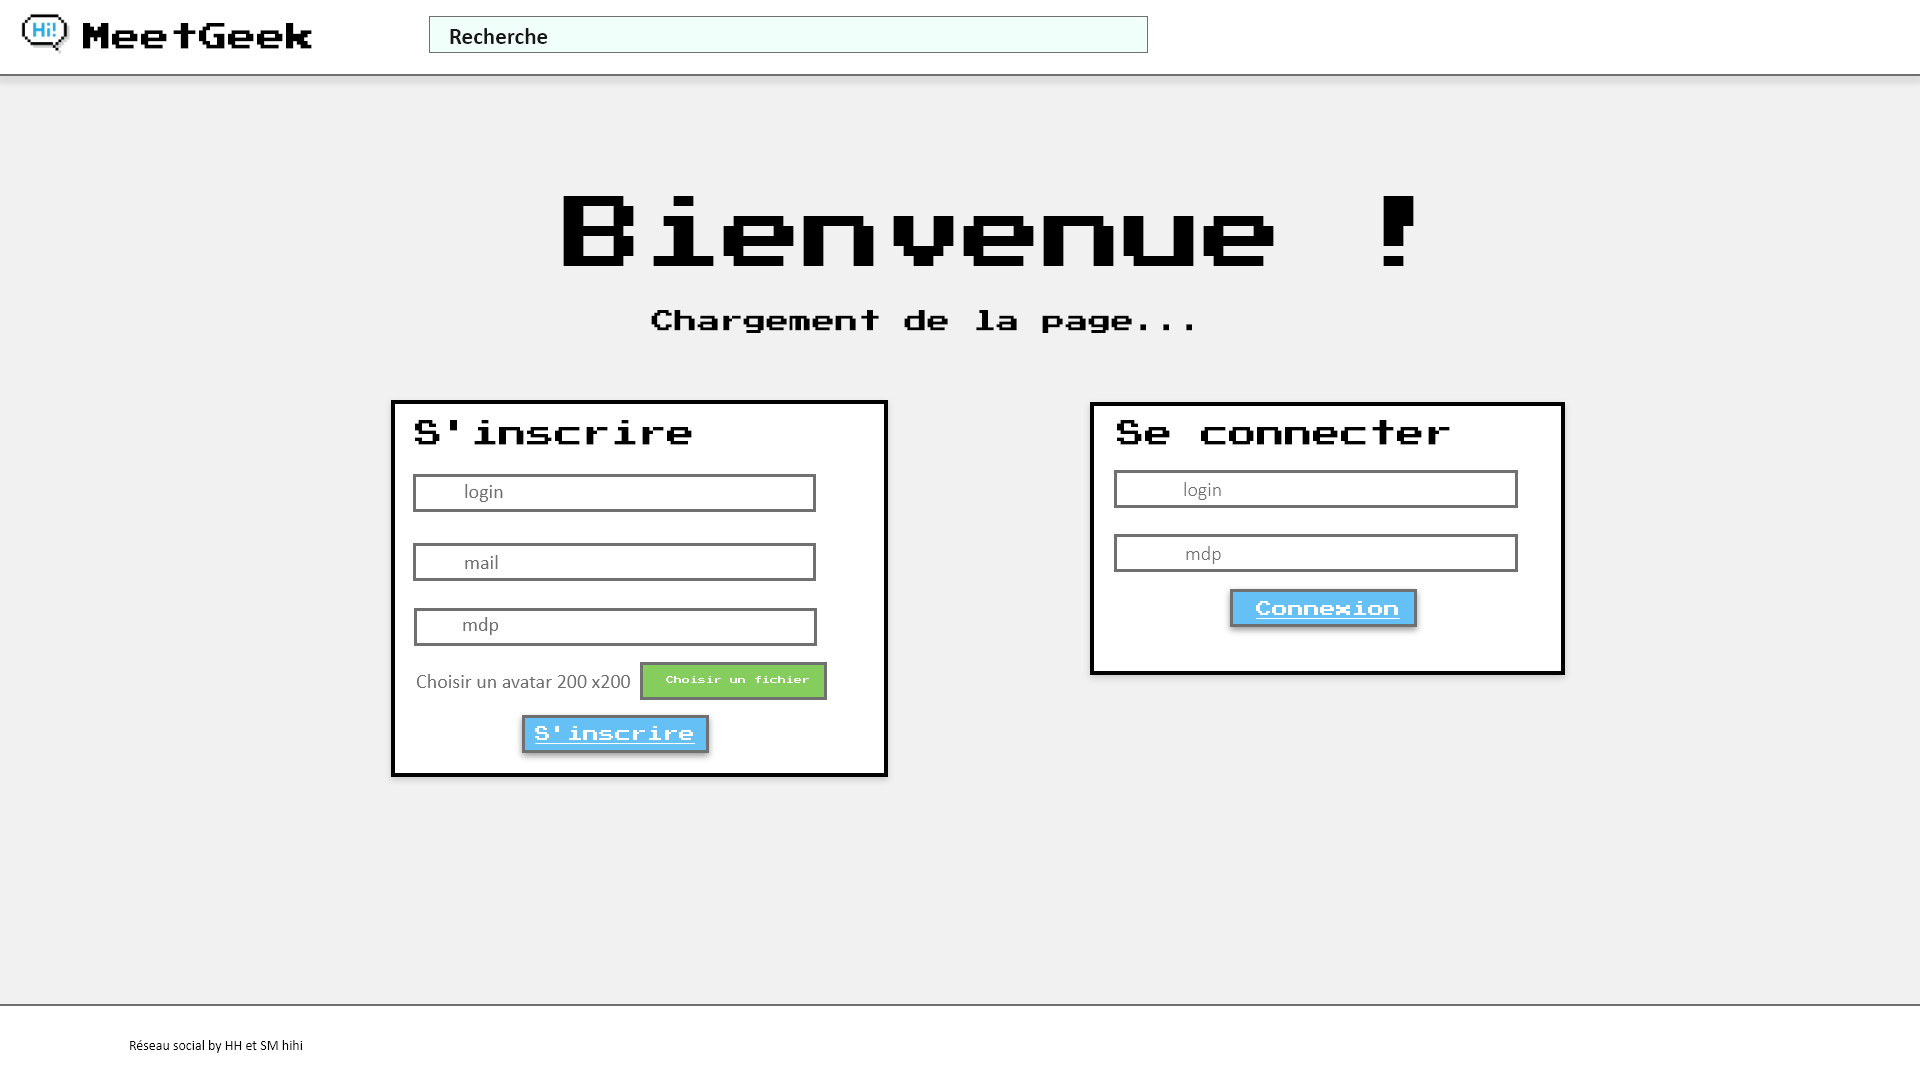 Hi!
MeetGeek
Recherche
Bienvenue !
Chargement de la page...
S'inscrire
login
mail
mdp
Choisir un avatar 200 x200
Choisir un fichier
S'inscrire
Se connecter
login
mdp
Connexion
Réseau social by HH et SM hihi